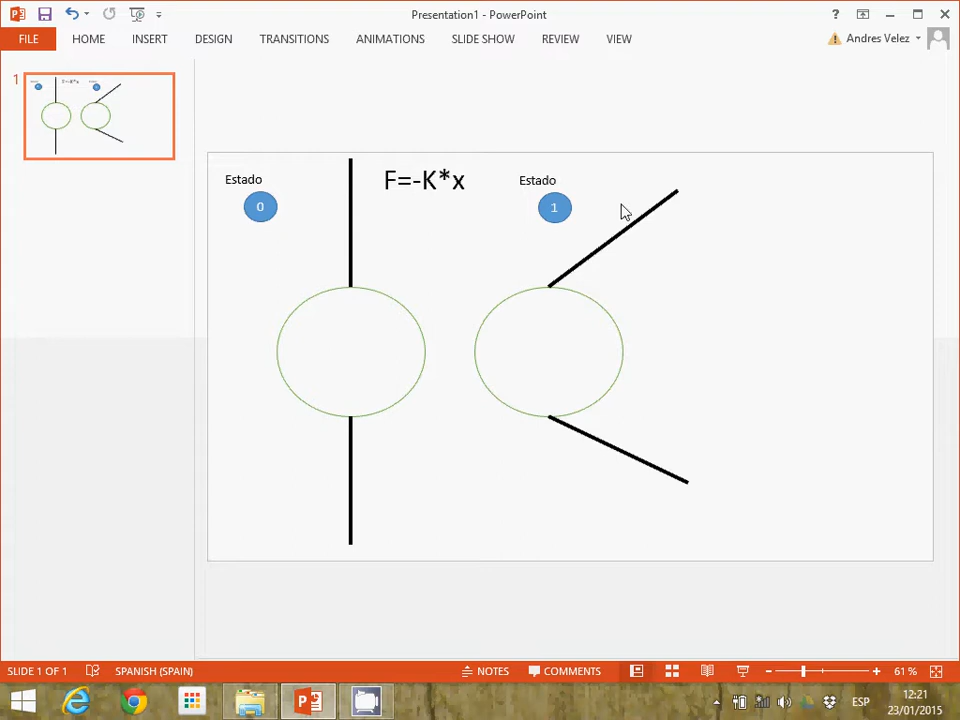 Presentation1 - PowerPoint
?
FILE
HOME
INSERT
DESIGN
TRANSITIONS
ANIMATIONS
SLIDE SHOW
REVIEW
VIEW
Andres Velez
1
Estado
0
F=-K*x
Estado
1
SLIDE 1 OF 1
SPANISH (SPAIN)
NOTES
COMMENTS
61 %
ESP
12:21
23/01/2015